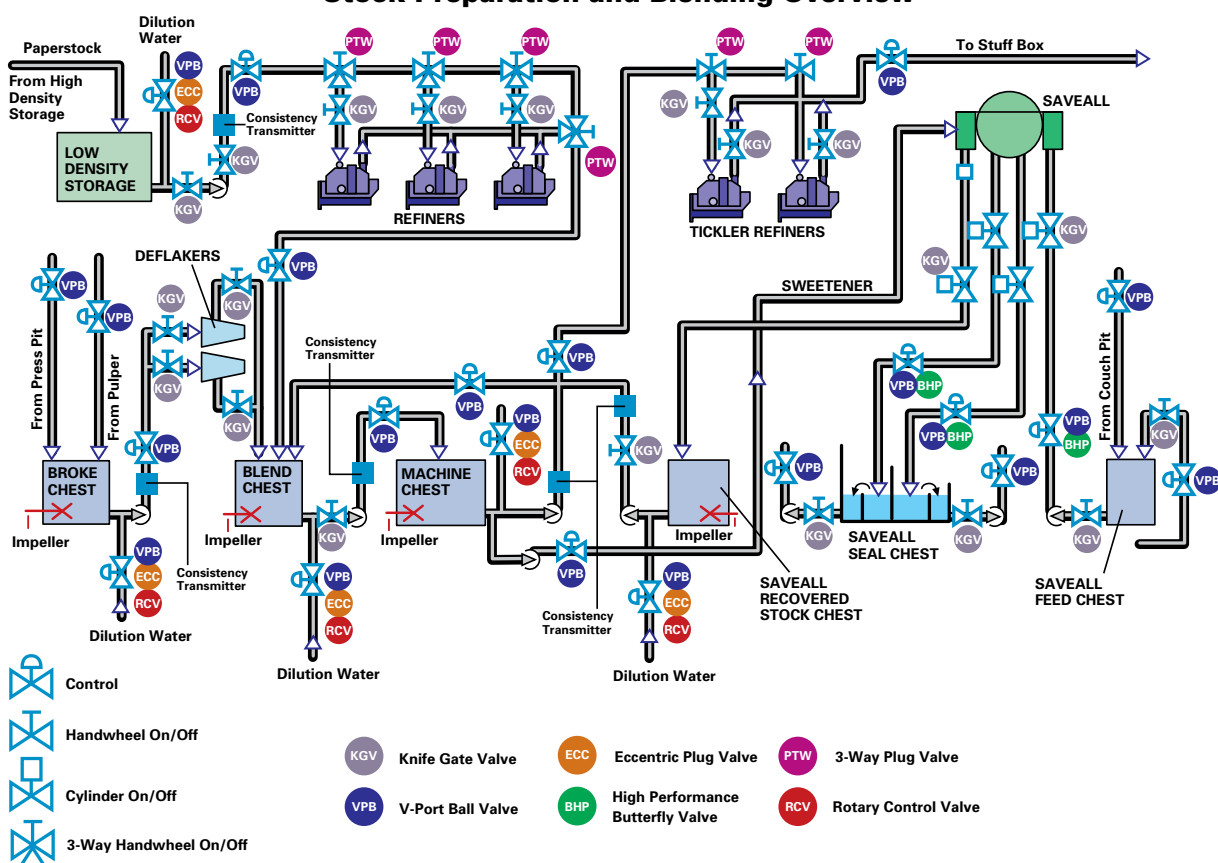 Stock Preparation and Blending Overview
Dilution
Water
Paperstock
From High
Density
Storage
VPB
ECC
RCV
VPB
PTW
PTW
PTW
PTW
PTW
VPB
To Stuff Box
SAVEALL
Consistency
Transmitter
KGV
KGV
KGV
KGV
KGV
KGV
KGV
LOW
DENSITY
STORAGE
KGV
PTW
REFINERS
TICKLER REFINERS
DEFLAKERS
VPB
VPB
VPB
KGV
KGV
KGV
KGV
KGV
KGV
SWEETENER
VPB
From Press Pit
From Pulper
From Couch Pit
Consistency
Transmitter
VPB
VPB
VPB
VPB
BHP
VPB
BHP
VPB
BHP
KGV
VPB
VPB
ECC
RCV
KGV
BROKE
CHEST
BLEND
CHEST
MACHINE
CHEST
VPB
VPB
VPB
Impeller
Impeller
Impeller
Impeller
KGV
KGV
KGV
KGV
SAVEALL
SEAL CHEST
VPB
ECC
RCV
Consistency
Transmitter
VPB
ECC
RCV
VPB
VPB
ECC
RCV
SAVEALL
RECOVERED
STOCK CHEST
SAVEALL
FEED CHEST
Consistency
Transmitter
Dilution Water
Dilution Water
Dilution Water
Control
Handwheel On/Off
Cylinder On/Off
3-Way Handwheel On/Off
KGV Knife Gate Valve
ECC Eccentric Plug Valve
PTW 3-Way Plug Valve
VPB V-Port Ball Valve
BHP High Performance
Butterfly Valve
RCV Rotary Control Valve